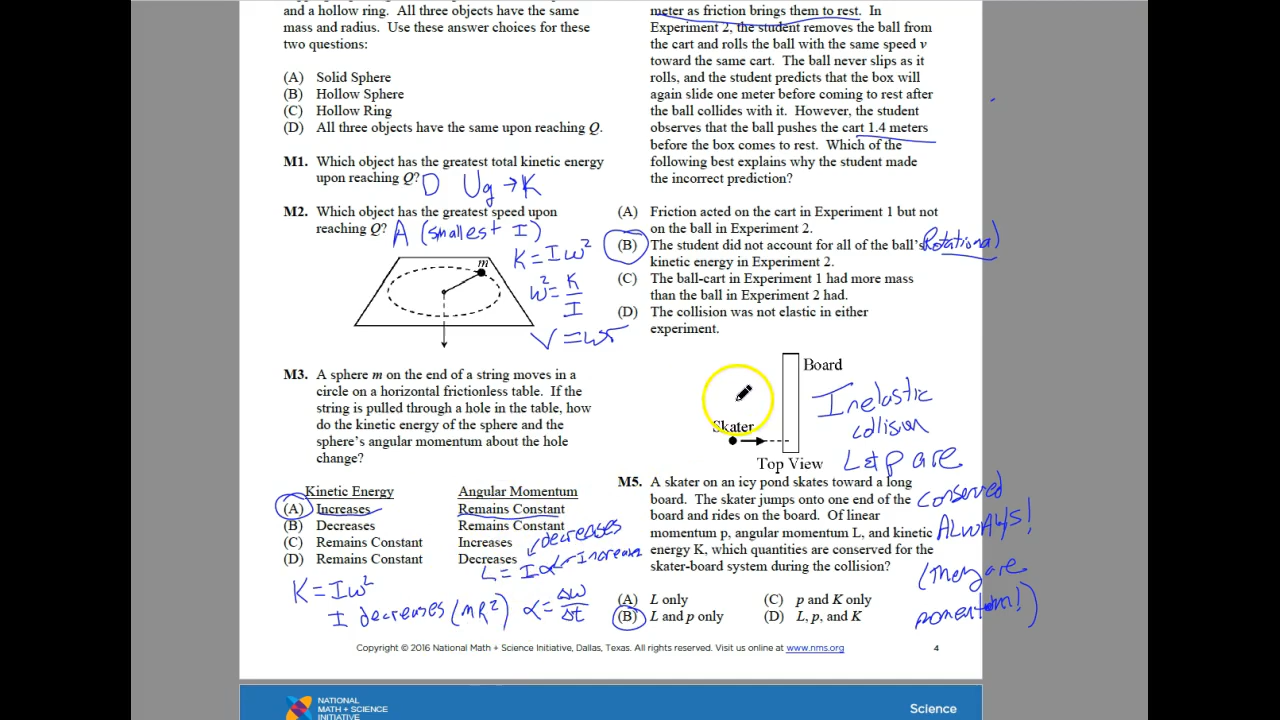 and a hollow ring. All three objects have the same
mass and radius. Use these answer choices for these
two questions:
(A) Solid Sphere
(B) Hollow Sphere
(C) Hollow Ring
(D) All three objects have the same upon reaching Q.
M1. Which object has the greatest total kinetic energy
upon reaching Q? D Ug → K
M2. Which object has the greatest speed upon
reaching Q? A (smallest I)
K = Iω²
ω² = K/I
V = ωr
m
M3. A sphere m on the end of a string moves in a
circle on a horizontal frictionless table. If the
string is pulled through a hole in the table, how
do the kinetic energy of the sphere and the
sphere's angular momentum about the hole
change?
Kinetic Energy Angular Momentum
(A) Increases Remains Constant
(B) Decreases Remains Constant
(C) Remains Constant Increases
(D) Remains Constant Decreases
decreases
L = I α Increase
K = Iω²
I decreases (mR²) α = Δω/Δt
meter as friction brings them to rest. In
Experiment 2, the student removes the ball from
the cart and rolls the ball with the same speed v
toward the same cart. The ball never slips as it
rolls, and the student predicts that the box will
again slide one meter before coming to rest after
the ball collides with it. However, the student
observes that the ball pushes the cart 1.4 meters
before the box comes to rest. Which of the
following best explains why the student made
the incorrect prediction?
(A) Friction acted on the cart in Experiment 1 but not
on the ball in Experiment 2.
(B) The student did not account for all of the ball's Rotational
kinetic energy in Experiment 2.
(C) The ball-cart in Experiment 1 had more mass
than the ball in Experiment 2 had.
(D) The collision was not elastic in either
experiment.
Board
Skater
Top View
Inelastic
collision
L & p are
conserved
ALWAYS!
(they are
momentum!)
M5. A skater on an icy pond skates toward a long
board. The skater jumps onto one end of the
board and rides on the board. Of linear
momentum p, angular momentum L, and kinetic
energy K, which quantities are conserved for the
skater-board system during the collision?
(A) L only (C) p and K only
(B) L and p only (D) L, p, and K
Copyright © 2016 National Math + Science Initiative, Dallas, Texas. All rights reserved. Visit us online at www.nms.org 4
NATIONAL
MATH + SCIENCE
INITIATIVE
Science